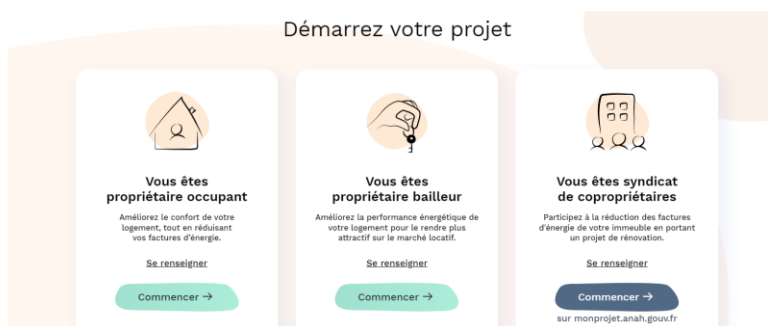 Démarrez votre projet
Vous êtes
propriétaire occupant
Améliorez le confort de votre
logement, tout en réduisant
vos factures d'énergie.
Se renseigner
Commencer →
Vous êtes
propriétaire bailleur
Améliorez la performance énergétique de
votre logement pour le rendre plus
attractif sur le marché locatif.
Se renseigner
Commencer →
Vous êtes syndicat
de copropriétaires
Participez à la réduction des factures
d'énergie de votre immeuble en portant
un projet de rénovation.
Se renseigner
Commencer →
sur monprojet.anah.gouv.fr